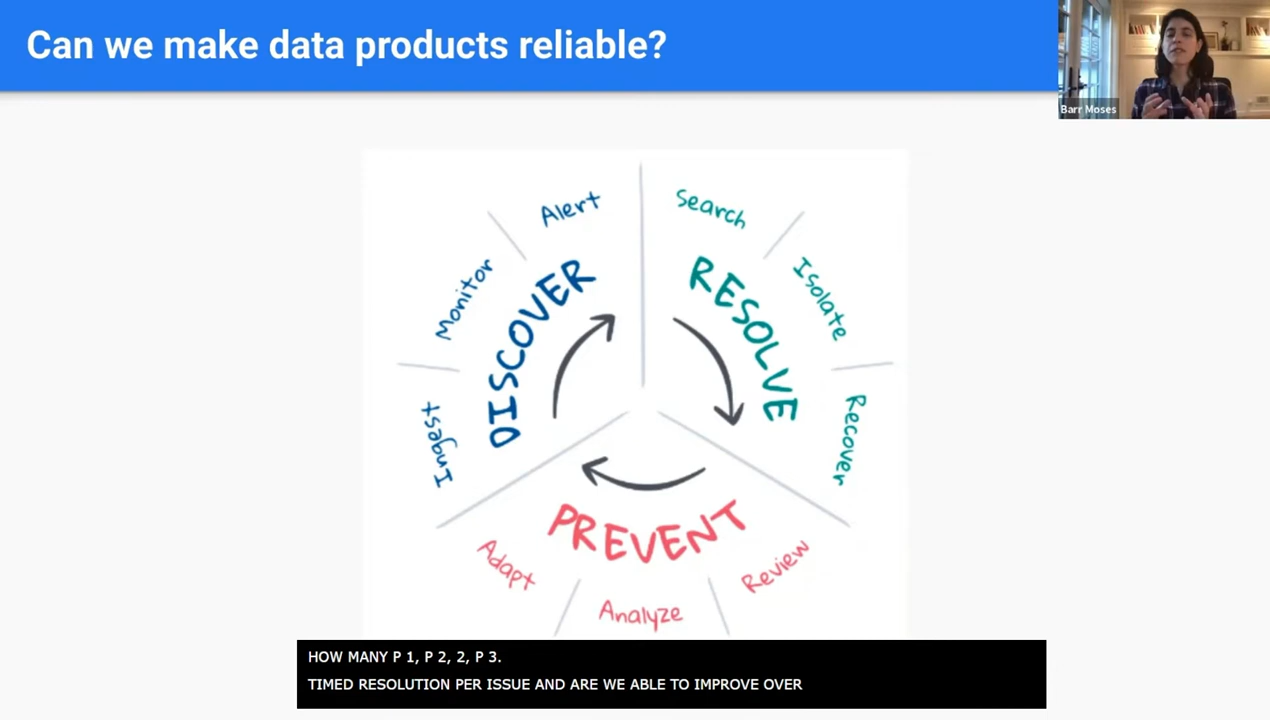 Can we make data products reliable?
Barr Moses
Alert
Search
Monitor
Isolate
DISCOVER
RESOLVE
Ingest
Recover
PREVENT
Adapt
Analyze
Review
HOW MANY P 1, P 2, 2, P 3.
TIMED RESOLUTION PER ISSUE AND ARE WE ABLE TO IMPROVE OVER